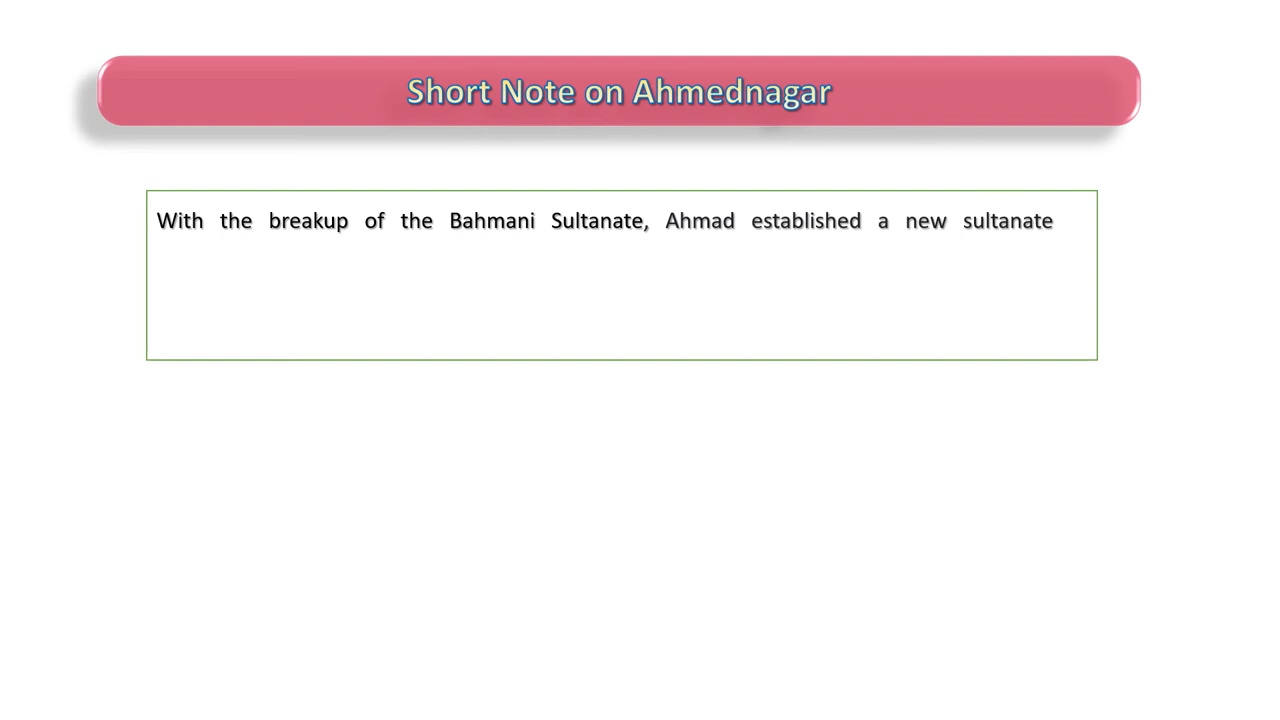 Short Note on Ahmednagar
With the breakup of the Bahmani Sultanate, Ahmad established a new sultanate